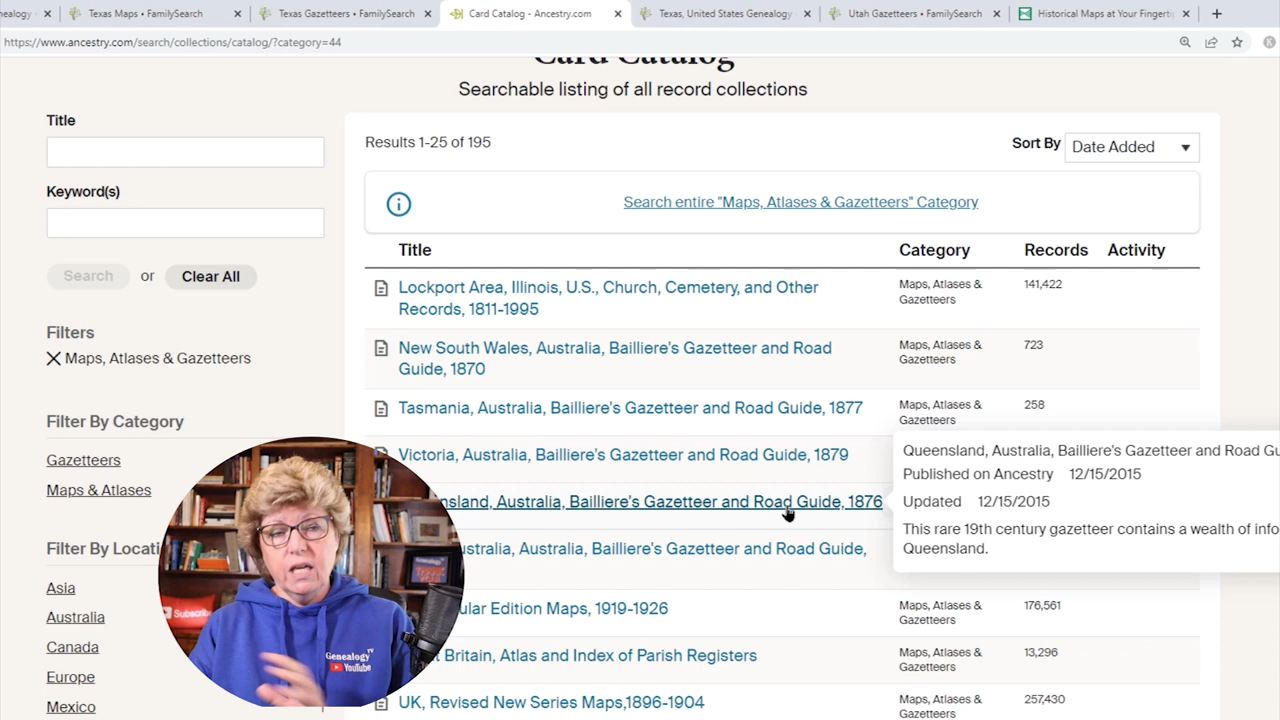 Texas Maps • FamilySearch
Texas Gazetteers • FamilySearch
Card Catalog - Ancestry.com
Texas, United States Genealogy
Utah Gazetteers • FamilySearch
Historical Maps at Your
https://www.ancestry.com/search/collections/catalog/?category=44
Card Catalog
Searchable listing of all record collections
Title
Keyword(s)
Search or Clear All
Filters
Maps, Atlases & Gazetteers
Filter By Category
Gazetteers
Maps & Atlases
Filter By
Asia
Australia
Canada
Europe
Mexico
Results 1-25 of 195
Sort By Date Added
Search entire "Maps, Atlases & Gazetteers" Category
Title Category Records Activity
Lockport Area, Illinois, U.S., Church, Cemetery, and Other
Records, 1811-1995
Maps, Atlases &
Gazetteers
141,422
New South Wales, Australia, Bailliere's Gazetteer and Road
Guide, 1870
Maps, Atlases &
Gazetteers
723
Tasmania, Australia, Bailliere's Gazetteer and Road Guide, 1877
Maps, Atlases &
Gazetteers
258
Victoria, Australia, Bailliere's Gazetteer and Road Guide, 1879
nsland, Australia, Bailliere's Gazetteer and Road Guide, 1876
ustralia, Bailliere's Gazetteer and Road Guide,
Queensland, Australia, Bailliere's Gazetteer and Road Gu
Published on Ancestry 12/15/2015
Updated 12/15/2015
This rare 19th century gazetteer contains a wealth of info
Queensland.
ular Edition Maps, 1919-1926
Maps, Atlases &
Gazetteers
176,561
Britain, Atlas and Index of Parish Registers
Maps, Atlases &
Gazetteers
13,296
UK, Revised New Series Maps,1896-1904
Maps, Atlases &
Gazetteers
257,430
Subscribe
Genealogy TV
YouTube